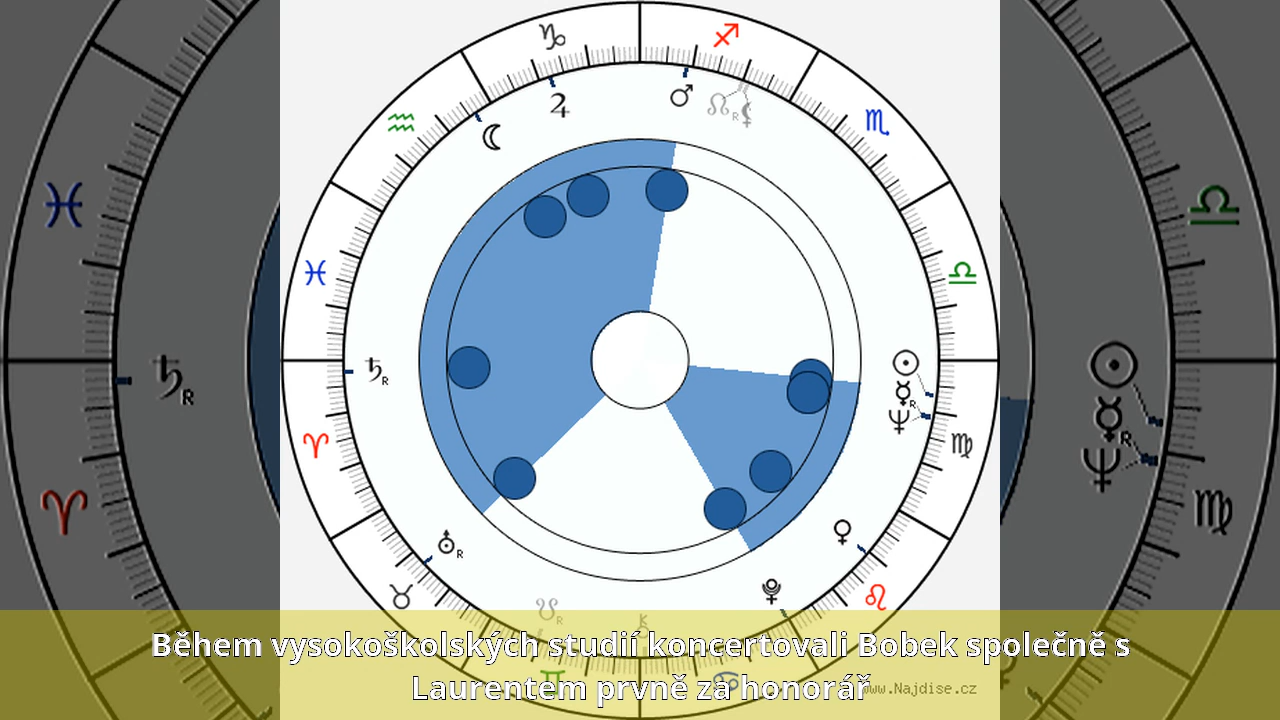 Během vysokoškolských studií koncertovali Bobek společně s
Laurentem prvně za honorář
www.Najdise.cz